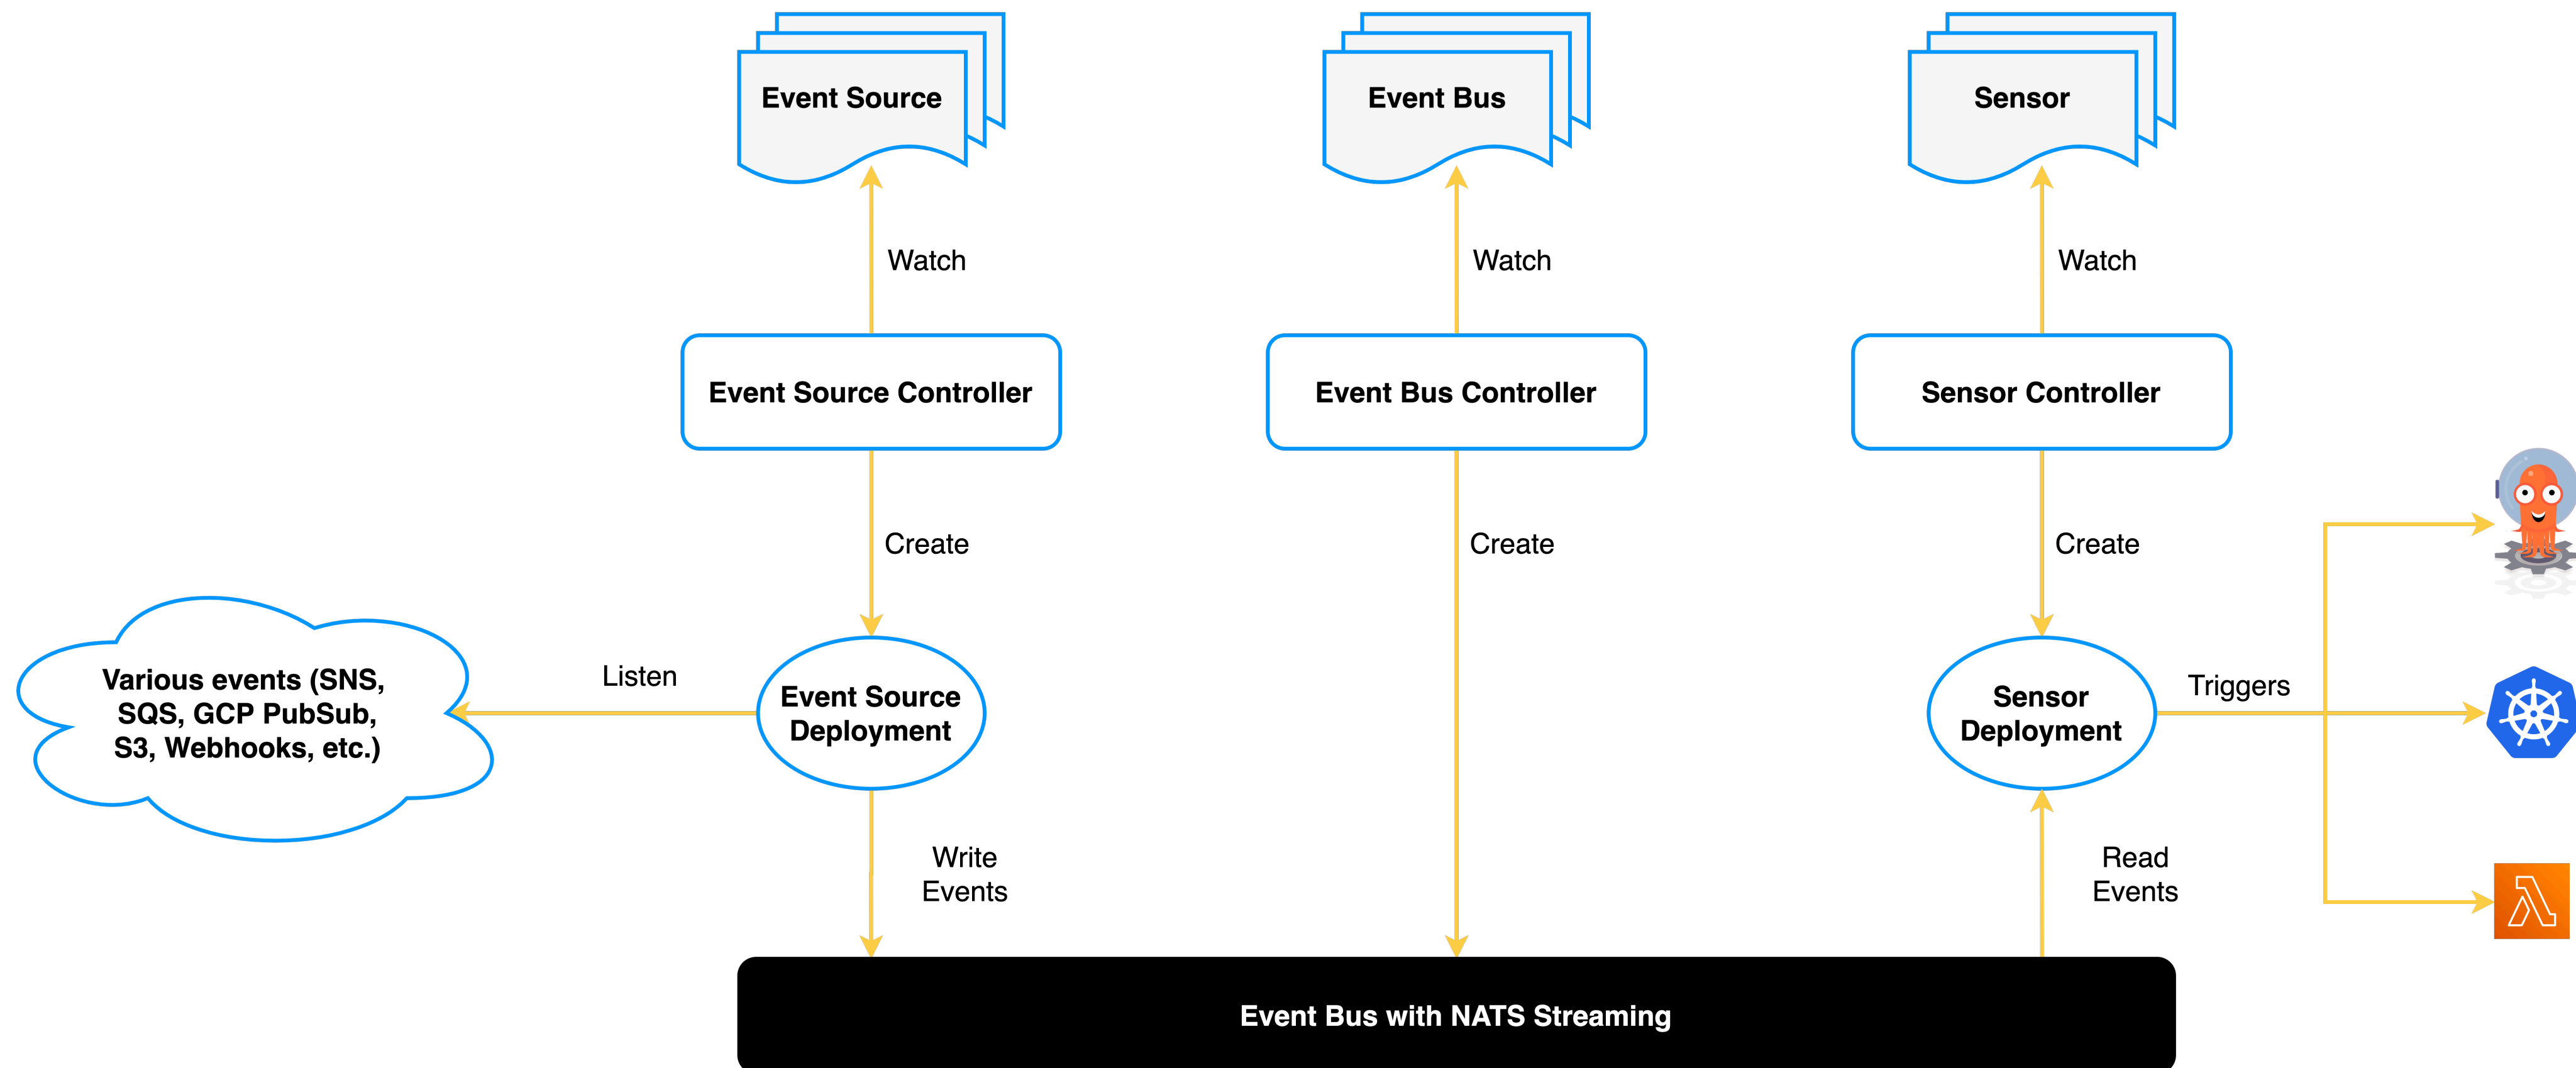 Event Source
Event Bus
Sensor
Watch
Watch
Watch
Event Source Controller
Event Bus Controller
Sensor Controller
Create
Create
Create
Various events (SNS,
SQS, GCP PubSub,
S3, Webhooks, etc.)
Listen
Event Source
Deployment
Sensor
Deployment
Triggers
Write
Events
Read
Events
Event Bus with NATS Streaming